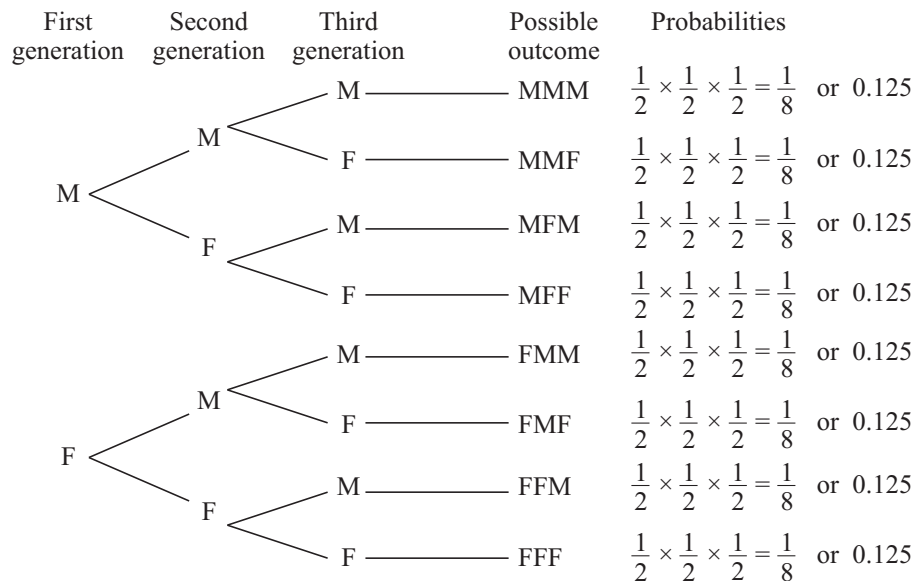 First Second Third Possible Probabilities
generation generation generation outcome
M MMM 1/2 × 1/2 × 1/2 = 1/8 or 0.125
M
F MMF 1/2 × 1/2 × 1/2 = 1/8 or 0.125
M
M MFM 1/2 × 1/2 × 1/2 = 1/8 or 0.125
F
F MFF 1/2 × 1/2 × 1/2 = 1/8 or 0.125
M FMM 1/2 × 1/2 × 1/2 = 1/8 or 0.125
M
F FMF 1/2 × 1/2 × 1/2 = 1/8 or 0.125
F
M FFM 1/2 × 1/2 × 1/2 = 1/8 or 0.125
F
F FFF 1/2 × 1/2 × 1/2 = 1/8 or 0.125